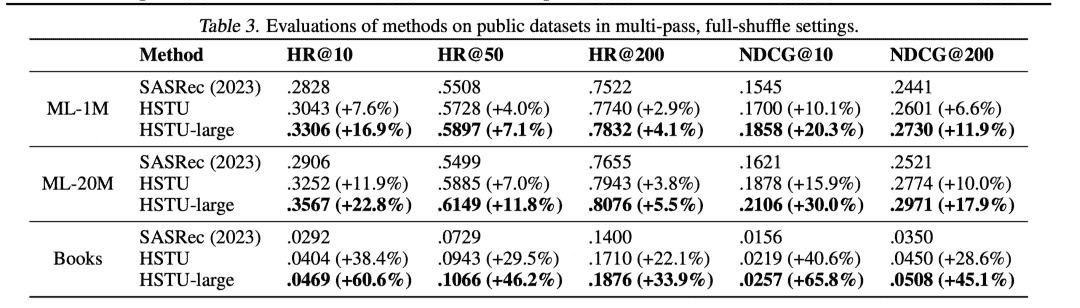 Table 3. Evaluations of methods on public datasets in multi-pass, full-shuffle settings.
Method HR@10 HR@50 HR@200 NDCG@10 NDCG@200
SASRec (2023) .2828 .5508 .7522 .1545 .2441
ML-1M HSTU .3043 (+7.6%) .5728 (+4.0%) .7740 (+2.9%) .1700 (+10.1%) .2601 (+6.6%)
HSTU-large .3306 (+16.9%) .5897 (+7.1%) .7832 (+4.1%) .1858 (+20.3%) .2730 (+11.9%)
SASRec (2023) .2906 .5499 .7655 .1621 .2521
ML-20M HSTU .3252 (+11.9%) .5885 (+7.0%) .7943 (+3.8%) .1878 (+15.9%) .2774 (+10.0%)
HSTU-large .3567 (+22.8%) .6149 (+11.8%) .8076 (+5.5%) .2106 (+30.0%) .2971 (+17.9%)
SASRec (2023) .0292 .0729 .1400 .0156 .0350
Books HSTU .0404 (+38.4%) .0943 (+29.5%) .1710 (+22.1%) .0219 (+40.6%) .0450 (+28.6%)
HSTU-large .0469 (+60.6%) .1066 (+46.2%) .1876 (+33.9%) .0257 (+65.8%) .0508 (+45.1%)